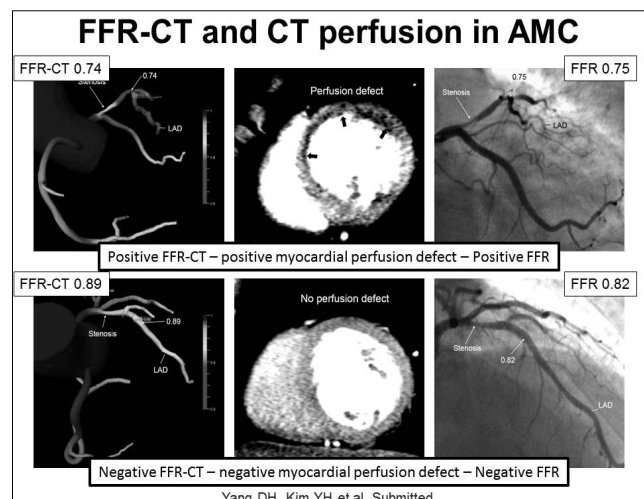 FFR-CT and CT perfusion in AMC
FFR-CT 0.74
0.74
Stenosis
LAD
Perfusion defect
FFR 0.75
0.75
Stenosis
LAD
Positive FFR-CT – positive myocardial perfusion defect – Positive FFR
FFR-CT 0.89
Stenosis
0.89
LAD
No perfusion defect
FFR 0.82
Stenosis
0.82
LAD
Negative FFR-CT – negative myocardial perfusion defect – Negative FFR
Yang DH, Kim YH et al. Submitted